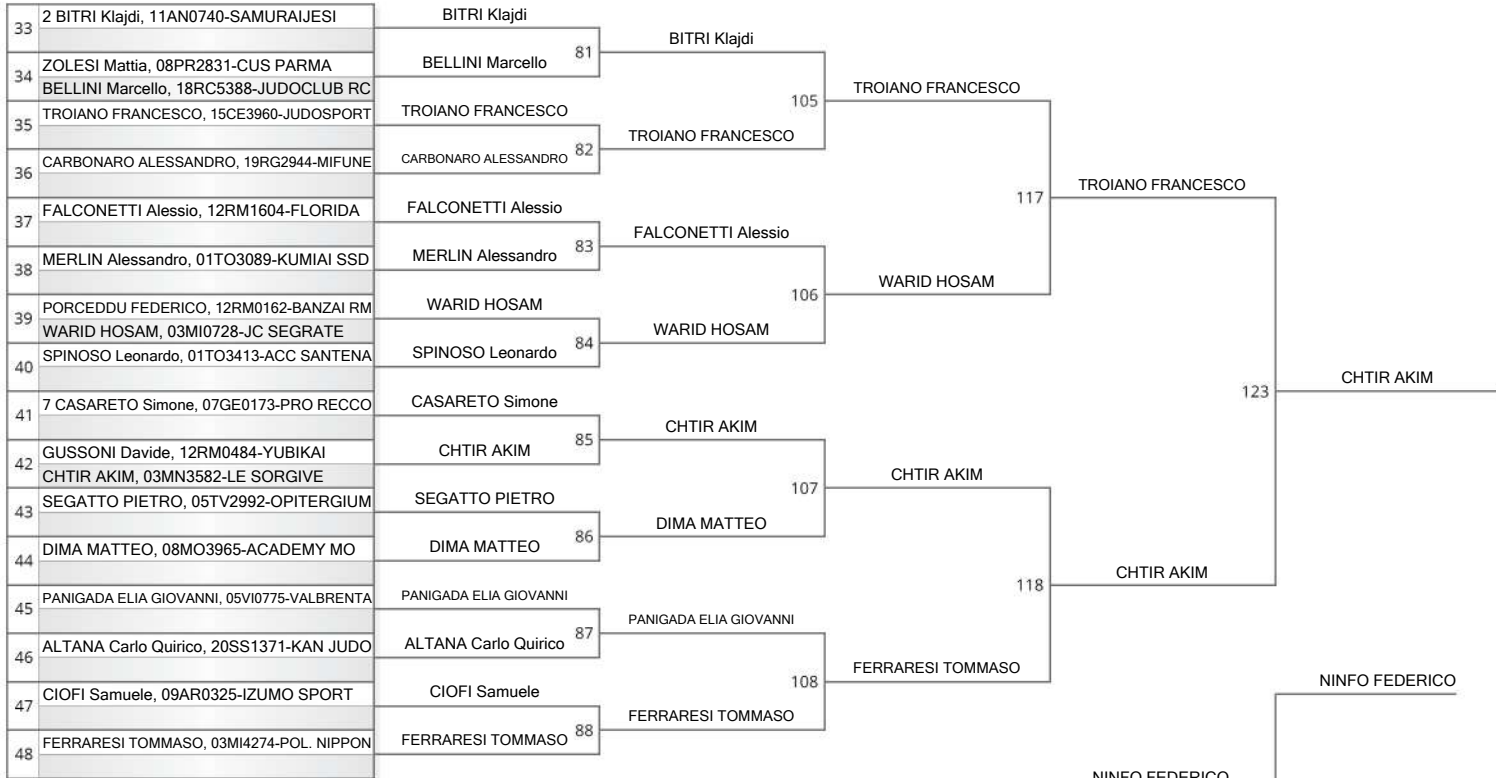 33
2 BITRI Klajdi, 11AN0740-SAMURAIJESI
34
ZOLESI Mattia, 08PR2831-CUS PARMA
BELLINI Marcello, 18RC5388-JUDOCLUB RC
35
TROIANO FRANCESCO, 15CE3960-JUDOSPORT
36
CARBONARO ALESSANDRO, 19RG2944-MIFUNE
37
FALCONETTI Alessio, 12RM1604-FLORIDA
38
MERLIN Alessandro, 01TO3089-KUMIAI SSD
39
PORCEDDU FEDERICO, 12RM0162-BANZAI RM
WARID HOSAM, 03MI0728-JC SEGRATE
40
SPINOSO Leonardo, 01TO3413-ACC SANTENA
41
7 CASARETO Simone, 07GE0173-PRO RECCO
42
GUSSONI Davide, 12RM0484-YUBIKAI
CHTIR AKIM, 03MN3582-LE SORGIVE
43
SEGATTO PIETRO, 05TV2992-OPITERGIUM
44
DIMA MATTEO, 08MO3965-ACADEMY MO
45
PANIGADA ELIA GIOVANNI, 05VI0775-VALBRENTA
46
ALTANA Carlo Quirico, 20SS1371-KAN JUDO
47
CIOFI Samuele, 09AR0325-IZUMO SPORT
48
FERRARESI TOMMASO, 03MI4274-POL. NIPPON
BITRI Klajdi
81
BELLINI Marcello
TROIANO FRANCESCO
82
CARBONARO ALESSANDRO
FALCONETTI Alessio
83
MERLIN Alessandro
WARID HOSAM
84
SPINOSO Leonardo
CASARETO Simone
85
CHTIR AKIM
SEGATTO PIETRO
86
DIMA MATTEO
PANIGADA ELIA GIOVANNI
87
ALTANA Carlo Quirico
CIOFI Samuele
88
FERRARESI TOMMASO
BITRI Klajdi
105
TROIANO FRANCESCO
FALCONETTI Alessio
106
WARID HOSAM
CHTIR AKIM
107
DIMA MATTEO
PANIGADA ELIA GIOVANNI
108
FERRARESI TOMMASO
TROIANO FRANCESCO
117
WARID HOSAM
CHTIR AKIM
118
FERRARESI TOMMASO
TROIANO FRANCESCO
123
CHTIR AKIM
CHTIR AKIM
NINFO FEDERICO
NINFO FEDERICO